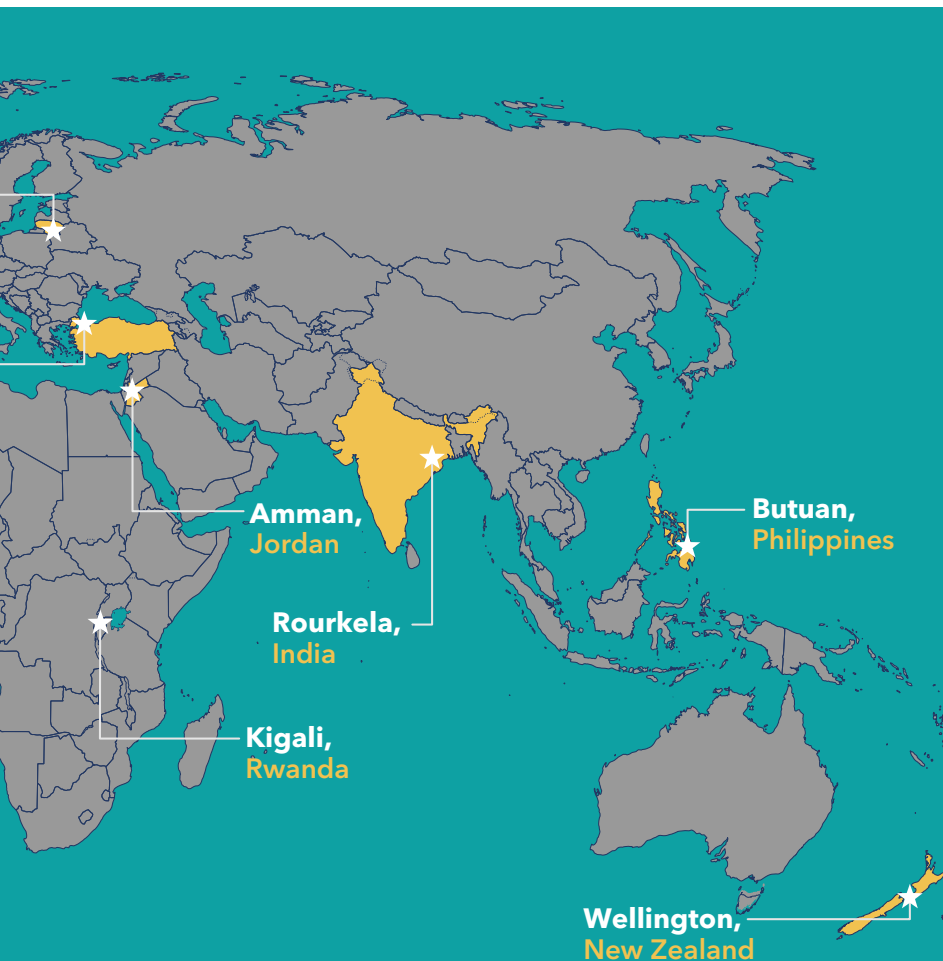 Amman,
Jordan
Butuan,
Philippines
Rourkela,
India
Kigali,
Rwanda
Wellington,
New Zealand